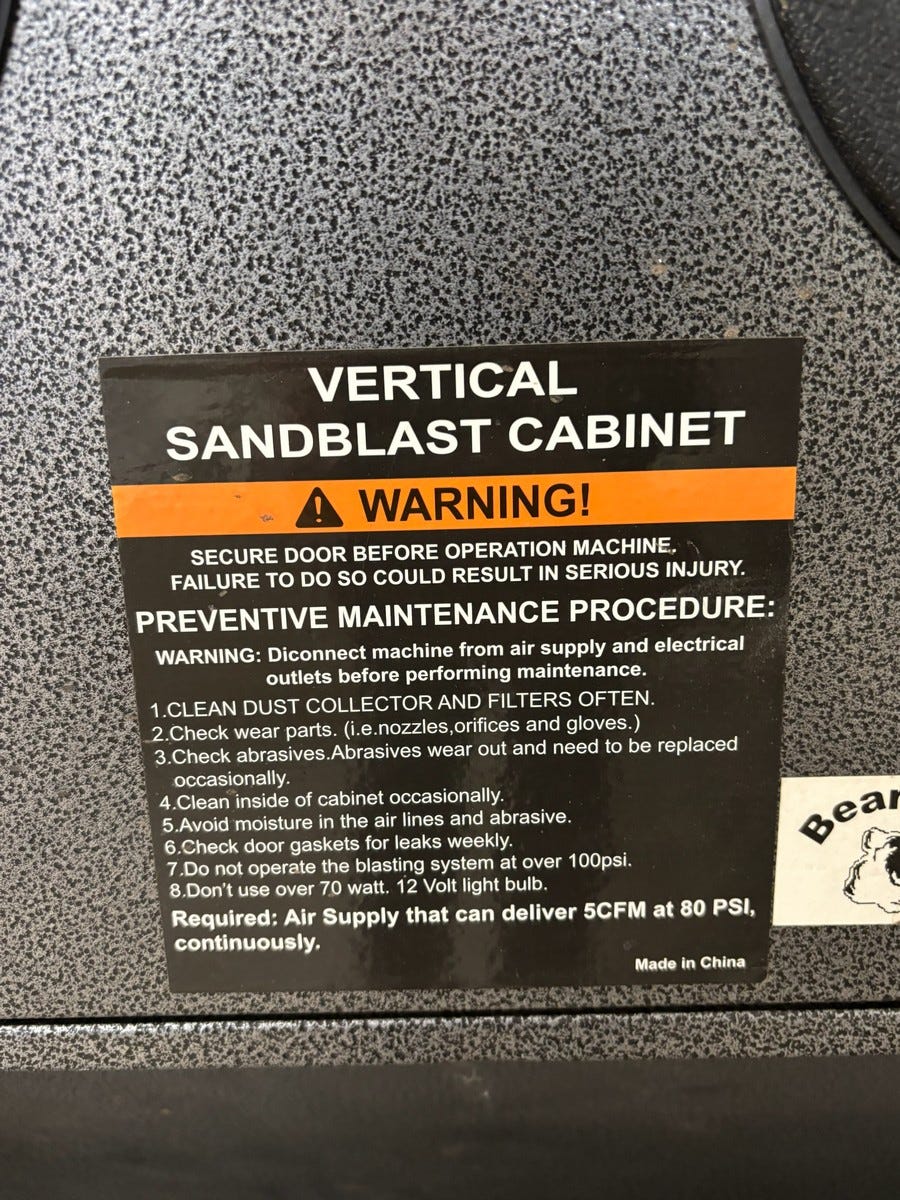 VERTICAL
SANDBLAST CABINET
WARNING!
SECURE DOOR BEFORE OPERATION MACHINE.
FAILURE TO DO SO COULD RESULT IN SERIOUS INJURY.
PREVENTIVE MAINTENANCE PROCEDURE:
WARNING: Diconnect machine from air supply and electrical
outlets before performing maintenance.
1.CLEAN DUST COLLECTOR AND FILTERS OFTEN.
2.Check wear parts. (i.e.nozzles,orifices and gloves.)
3.Check abrasives.Abrasives wear out and need to be replaced
occasionally.
4.Clean inside of cabinet occasionally.
5.Avoid moisture in the air lines and abrasive.
6.Check door gaskets for leaks weekly.
7.Do not operate the blasting system at over 100psi.
8.Don't use over 70 watt. 12 Volt light bulb.
Required: Air Supply that can deliver 5CFM at 80 PSI,
continuously.
Made in China
Bear